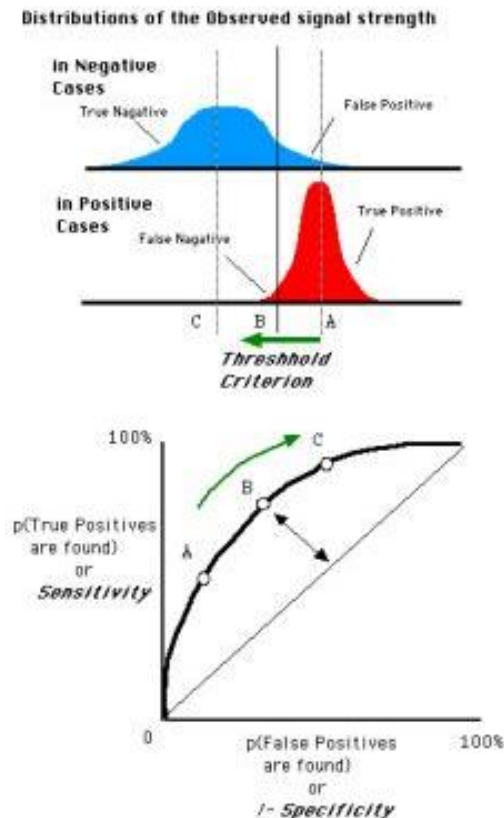 Distributions of the Observed signal strength
in Negative
Cases
True Nagative
False Positive
in Positive
Cases
False Nagative
True Positive
C B A
Threshhold
Criterion
100%
C
B
p(True Positives
are found)
or
Sensitivity
A
0
p(False Positives
are found)
or
1- Specificity
100%